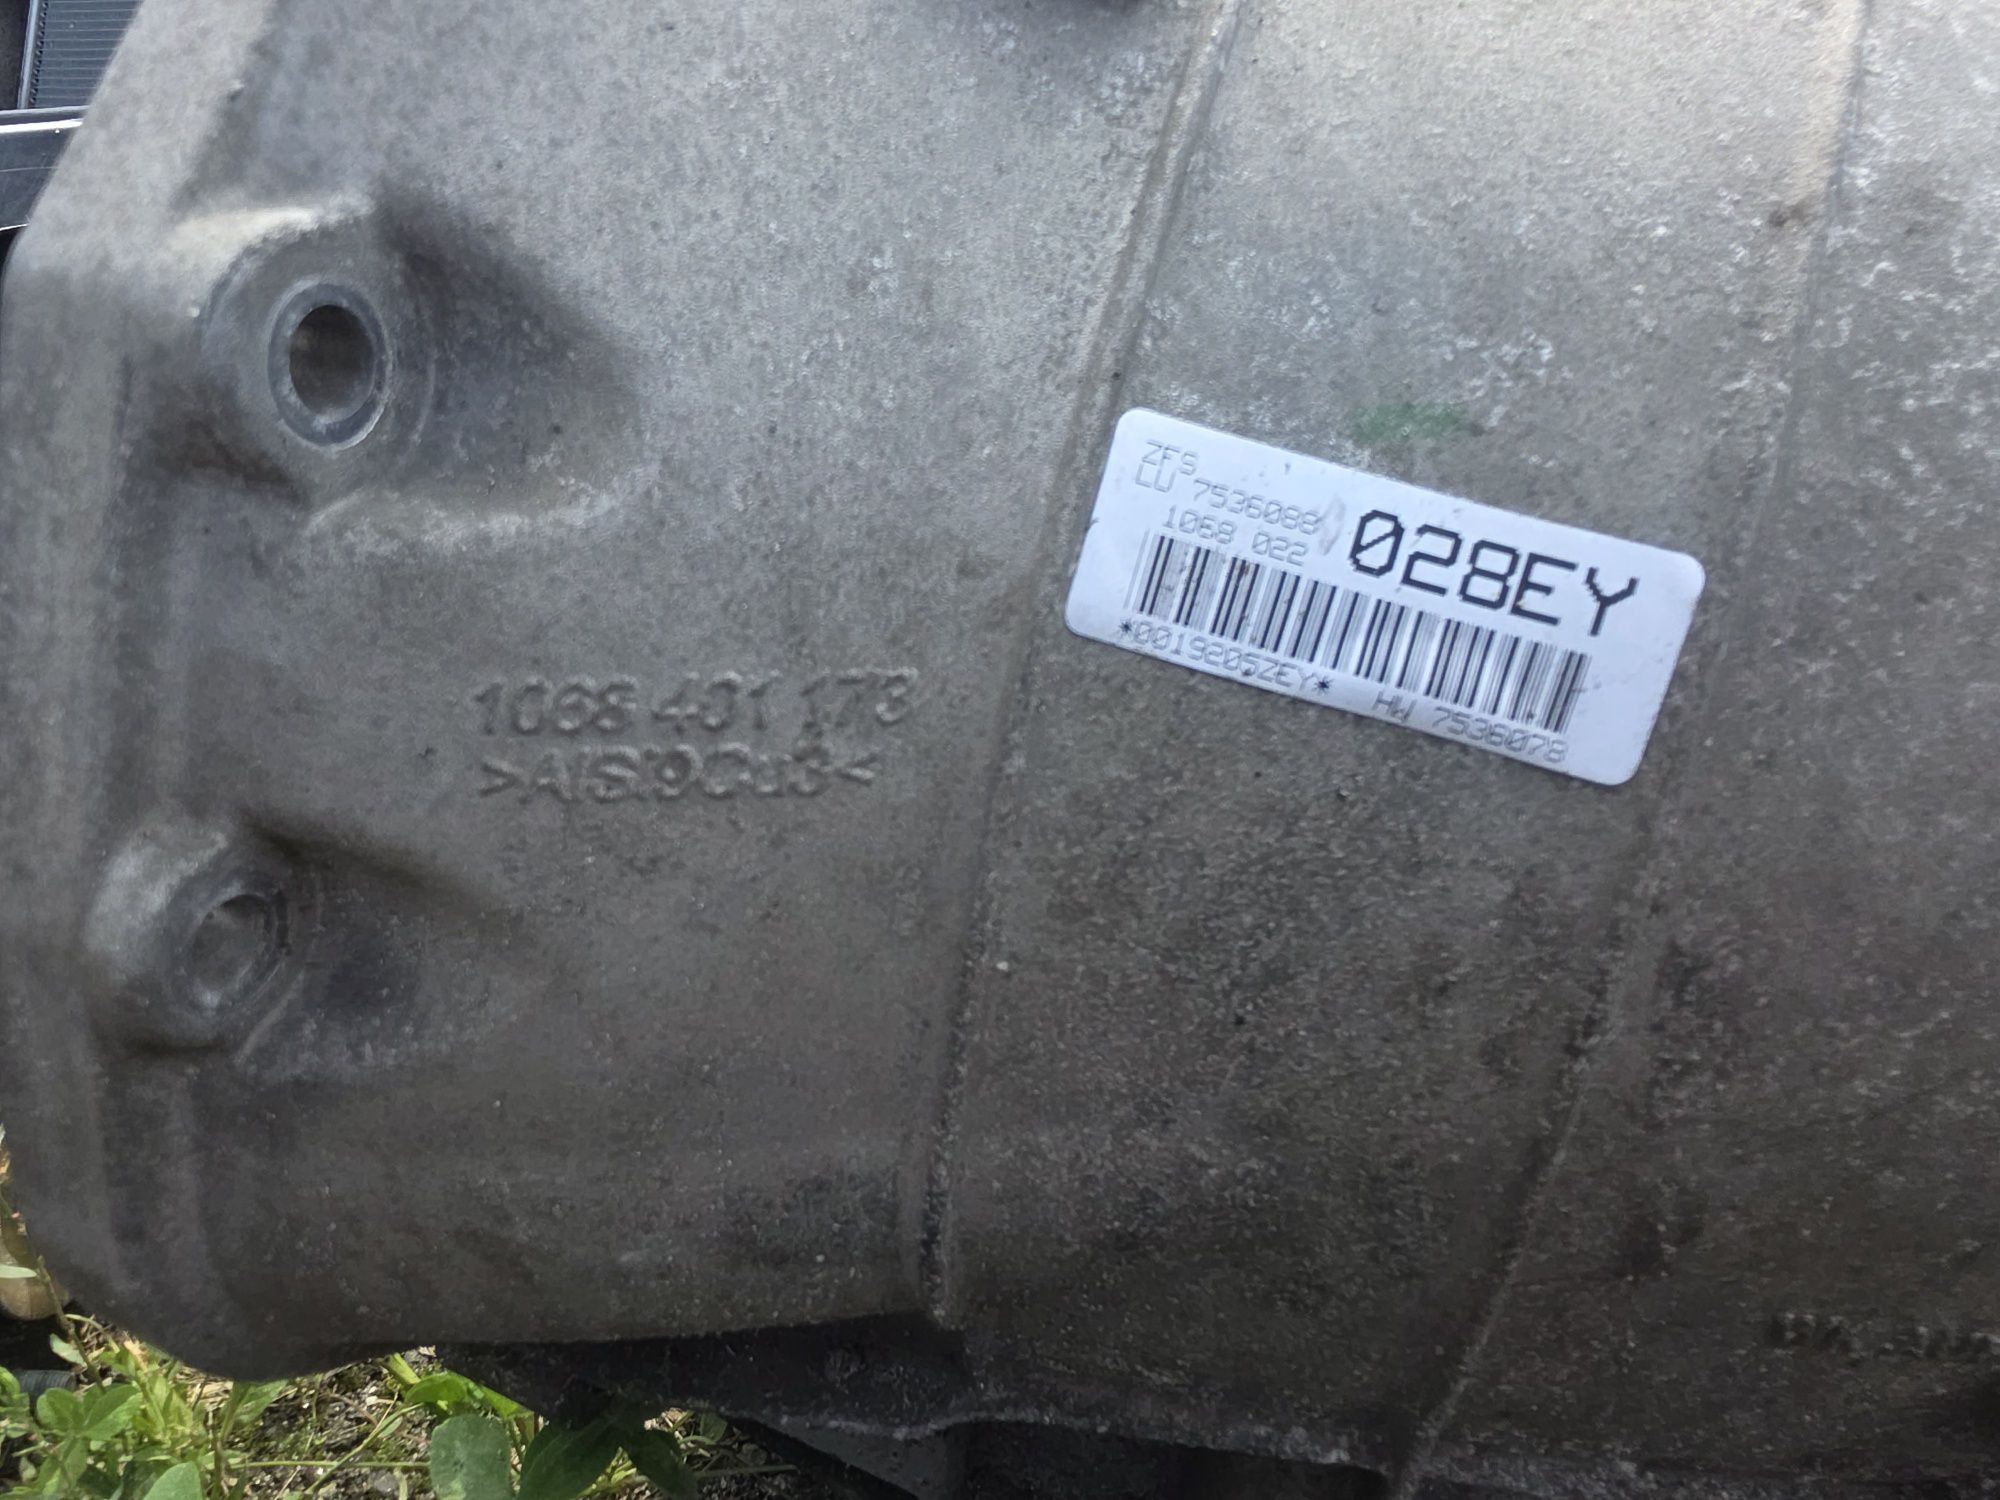 ZFS
LU 7536088
1068 022
028EY
*0019205ZEY*
HW 7536078
1068 401 173
>AlSi9Cu3<